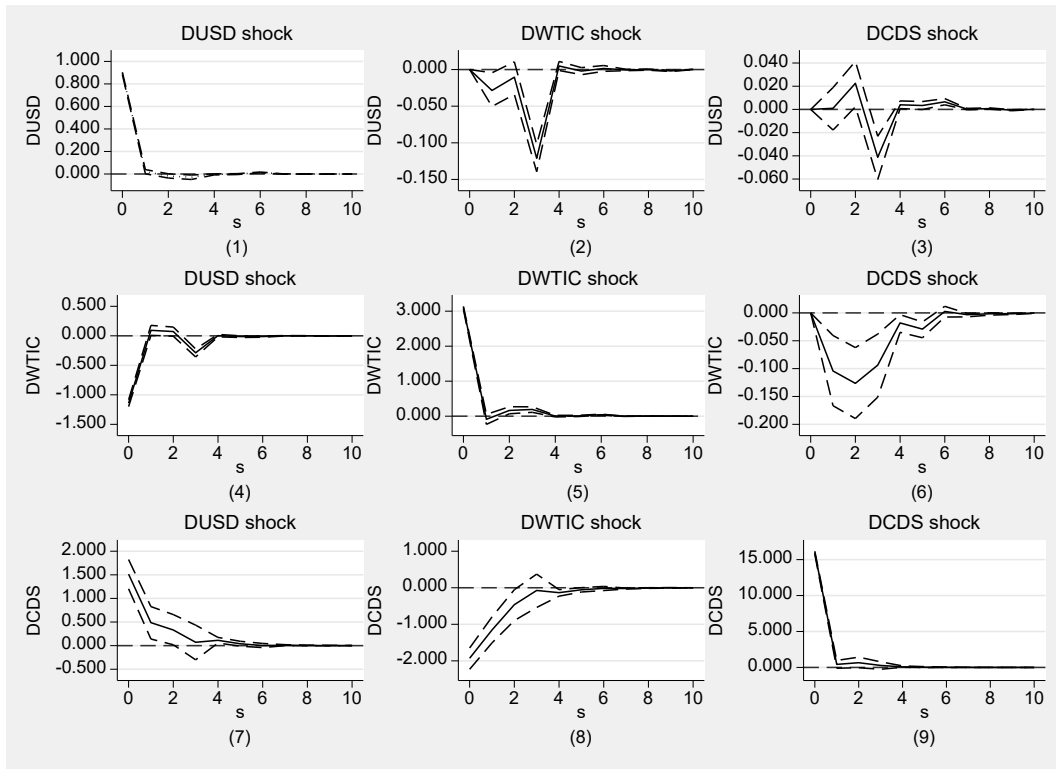 DUSD shock
DUSD
1.000
0.800
0.600
0.400
0.200
0.000
0 2 4 6 8 10
s
(1)
DWTIC shock
DUSD
0.000
-0.050
-0.100
-0.150
0 2 4 6 8 10
s
(2)
DCDS shock
DUSD
0.040
0.020
0.000
-0.020
-0.040
-0.060
0 2 4 6 8 10
s
(3)
DUSD shock
DWTIC
0.500
0.000
-0.500
-1.000
-1.500
0 2 4 6 8 10
s
(4)
DWTIC shock
DWTIC
3.000
2.000
1.000
0.000
0 2 4 6 8 10
s
(5)
DCDS shock
DWTIC
0.000
-0.050
-0.100
-0.150
-0.200
0 2 4 6 8 10
s
(6)
DUSD shock
DCDS
2.000
1.500
1.000
0.500
0.000
-0.500
0 2 4 6 8 10
s
(7)
DWTIC shock
DCDS
1.000
0.000
-1.000
-2.000
0 2 4 6 8 10
s
(8)
DCDS shock
DCDS
15.000
10.000
5.000
0.000
0 2 4 6 8 10
s
(9)